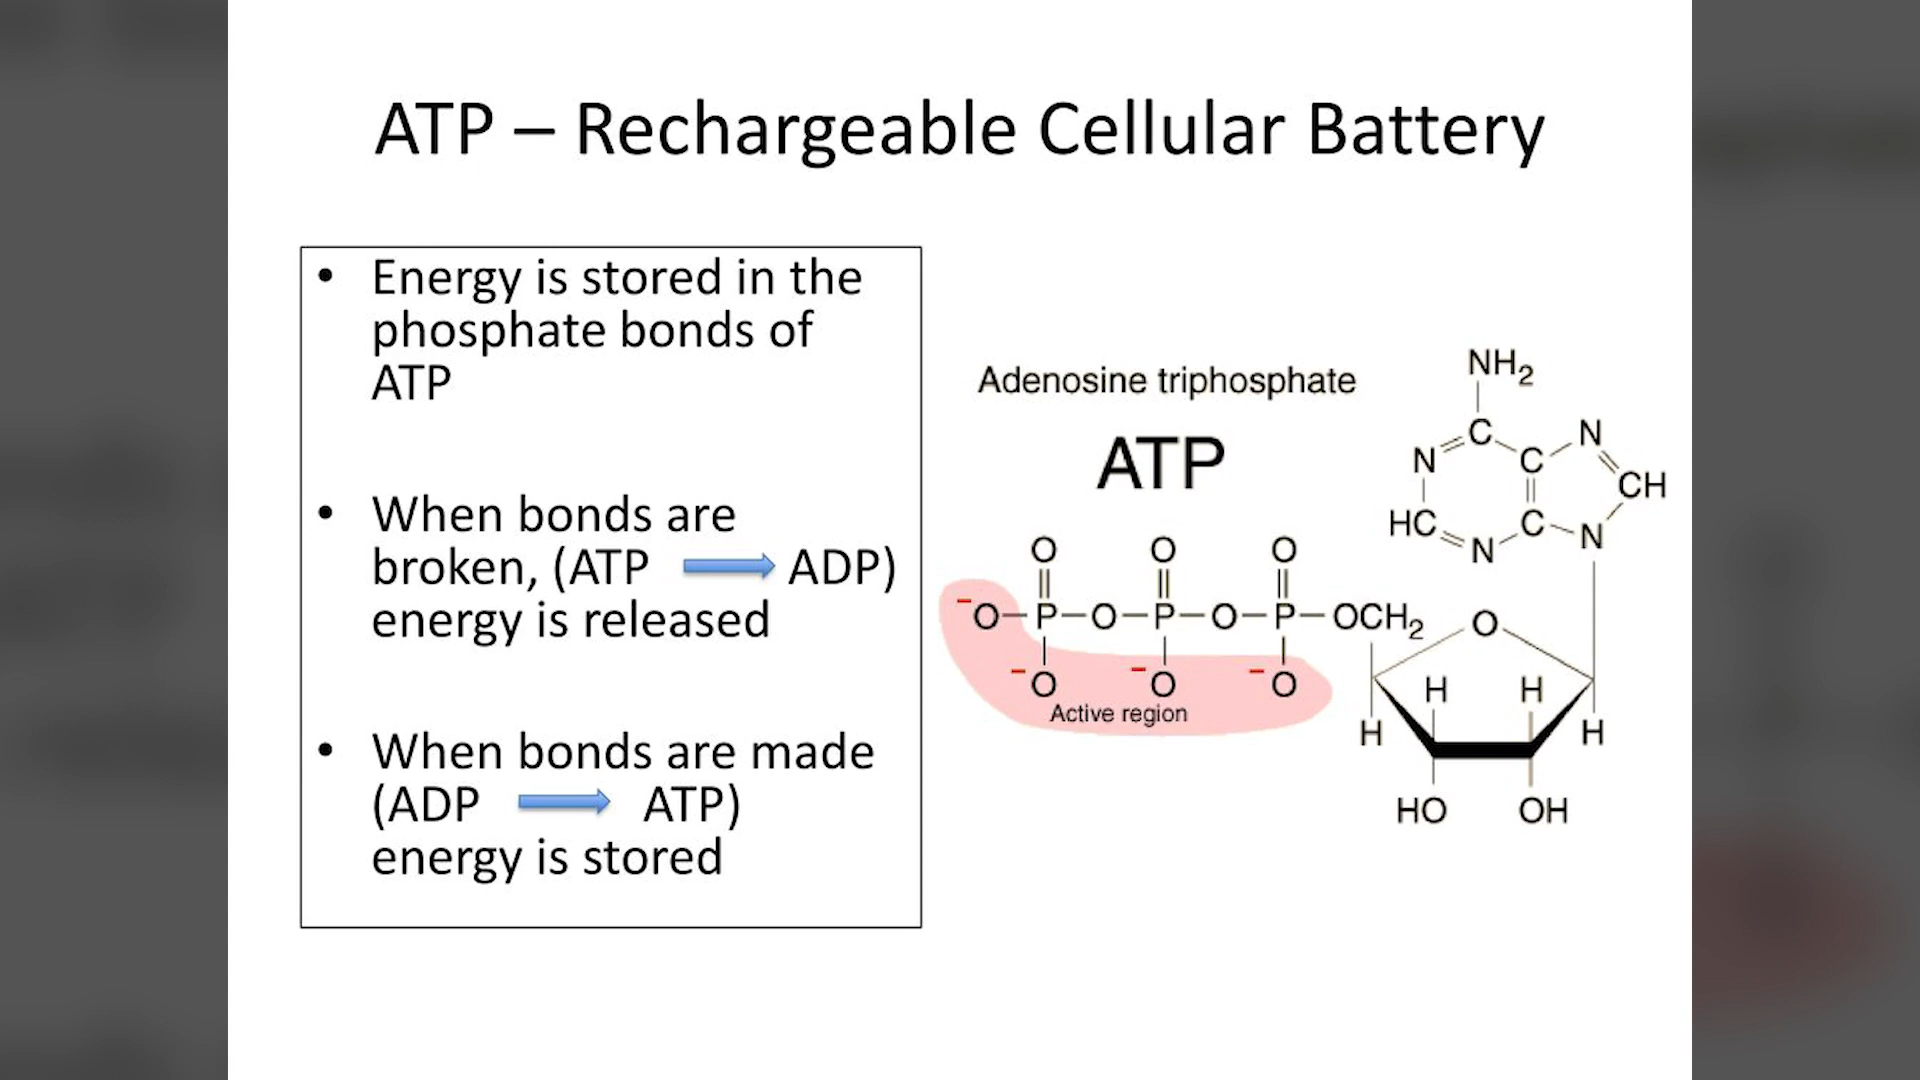 ATP – Rechargeable Cellular Battery
• Energy is stored in the
phosphate bonds of
ATP
• When bonds are
broken, (ATP ADP)
energy is released
• When bonds are made
(ADP ATP)
energy is stored
Adenosine triphosphate
ATP
NH₂
C
N
N
C
CH
HC
C
N
N
O O O
⁻O P O P O P OCH₂
O
⁻O ⁻O ⁻O
Active region
H H
H H
HO OH